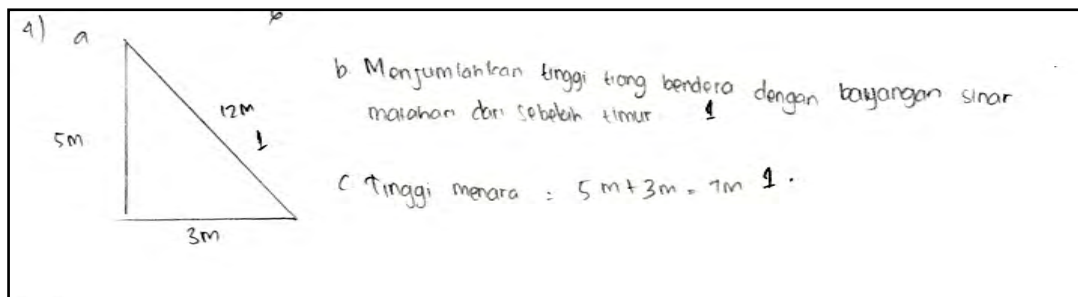 4) a
12m
1
5m
3m
b. Menjumlahkan tinggi tiang bendera dengan bayangan sinar
matahari dari sebelah timur 1
c Tinggi menara = 5 m + 3m = 7m 1.